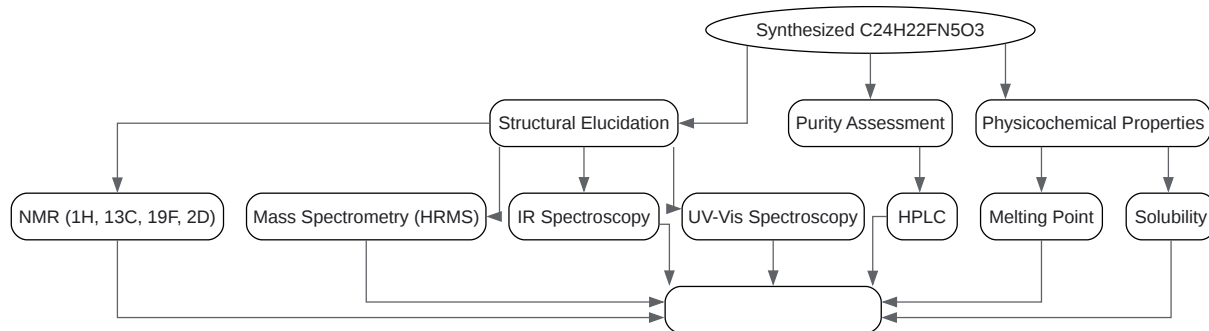 Synthesized C24H22FN5O3
Structural Elucidation
Purity Assessment
Physicochemical Properties
NMR (1H, 13C, 19F, 2D)
Mass Spectrometry (HRMS)
IR Spectroscopy
UV-Vis Spectroscopy
HPLC
Melting Point
Solubility